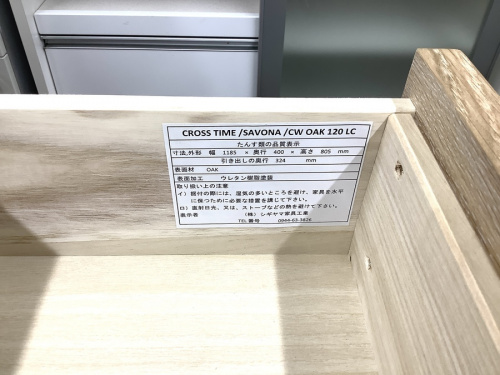 CROSS TIME /SAVONA /CW OAK 120 LC
たんす類の品質表示
寸法,外形 幅 1185 × 奥行 400 × 高さ 805 mm
引き出しの奥行 324 mm
表面材 OAK
表面加工 ウレタン樹脂塗装
取り扱い上の注意
イ）据付の際には、湿気の多いところを避け、家具を水平
に保つために必要な措置を講じて下さい。
ロ）直射日光、又は、ストーブなどの熱を避けて下さい。
表示者 （株）シギヤマ家具工業
TEL番号 0944-63-3826